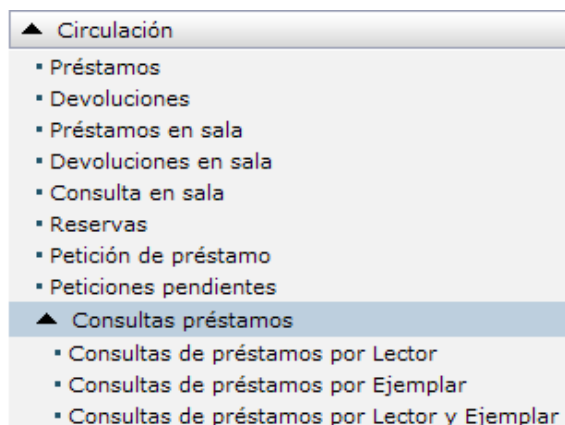 Circulación
Préstamos
Devoluciones
Préstamos en sala
Devoluciones en sala
Consulta en sala
Reservas
Petición de préstamo
Peticiones pendientes
Consultas préstamos
Consultas de préstamos por Lector
Consultas de préstamos por Ejemplar
Consultas de préstamos por Lector y Ejemplar